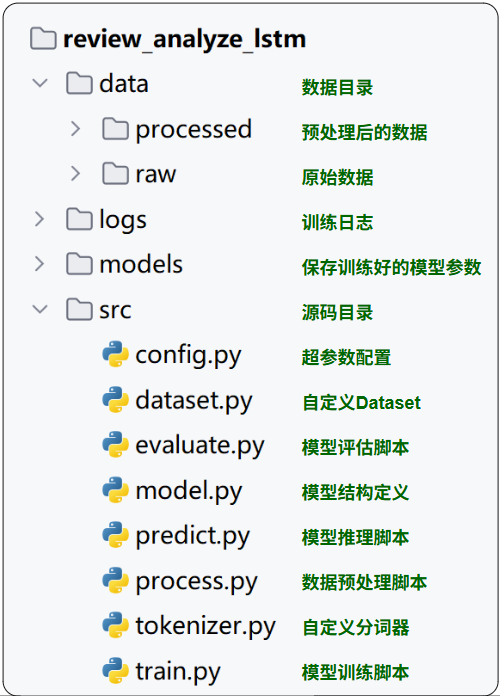 review_analyze_lstm
data 数据目录
processed 预处理后的数据
raw 原始数据
logs 训练日志
models 保存训练好的模型参数
src 源码目录
config.py 超参数配置
dataset.py 自定义Dataset
evaluate.py 模型评估脚本
model.py 模型结构定义
predict.py 模型推理脚本
process.py 数据预处理脚本
tokenizer.py 自定义分词器
train.py 模型训练脚本